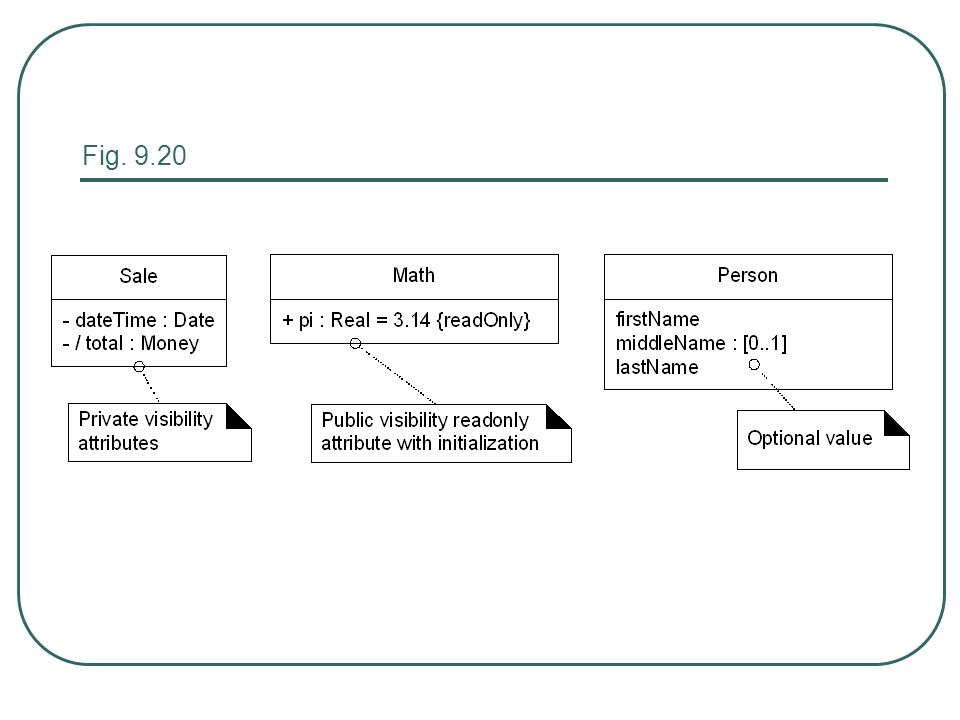 Fig. 9.20
Sale
- dateTime : Date
- / total : Money
Private visibility
attributes
Math
+ pi : Real = 3.14 {readOnly}
Public visibility readonly
attribute with initialization
Person
firstName
middleName : [0..1]
lastName
Optional value